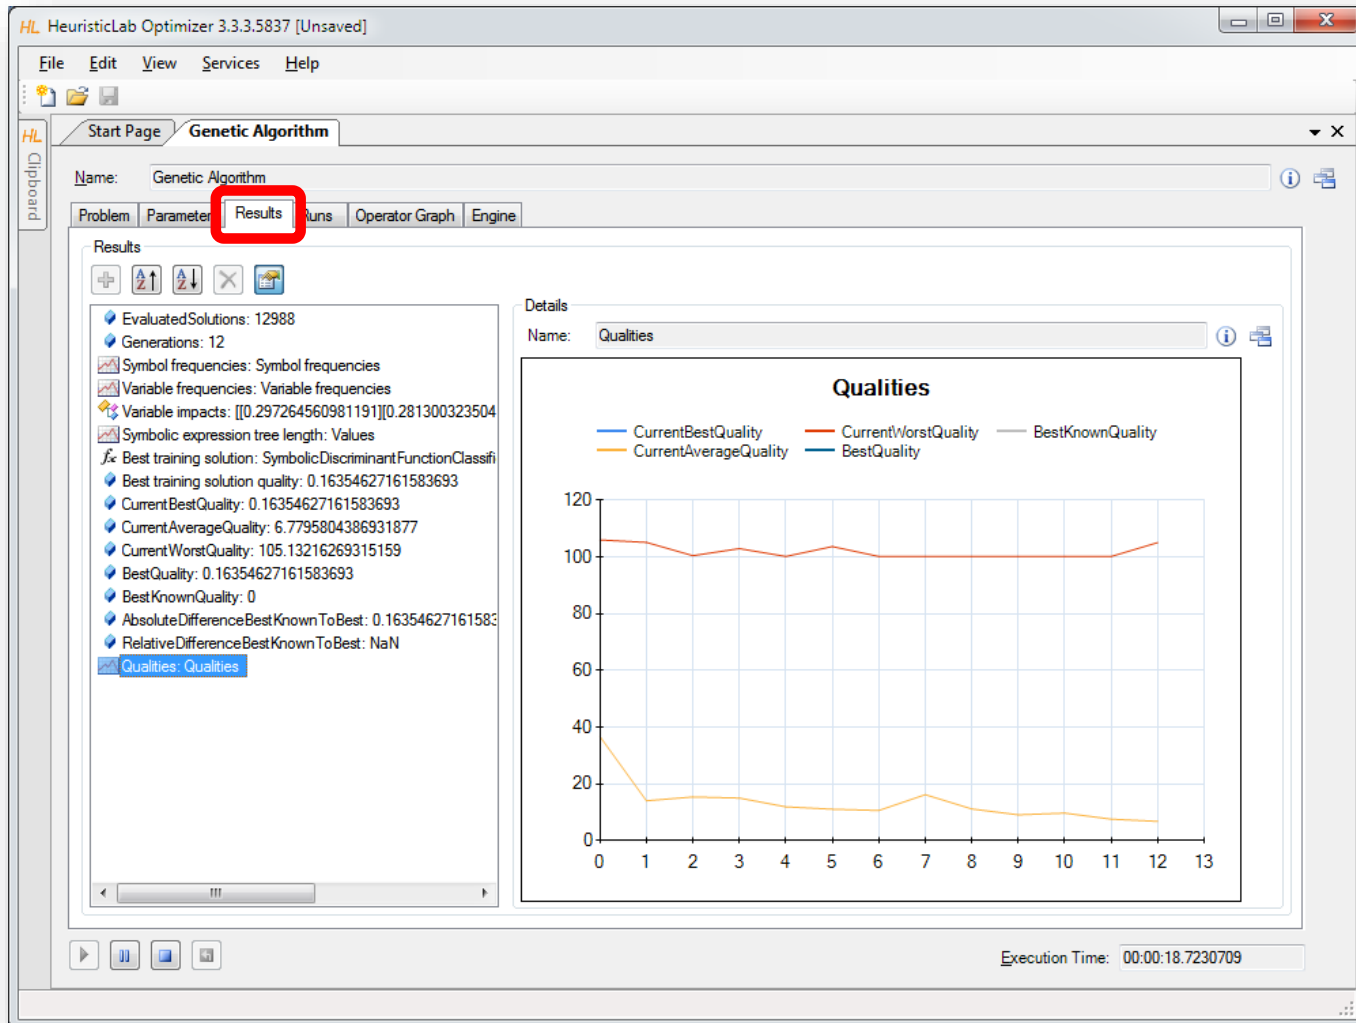 HL HeuristicLab Optimizer 3.3.3.5837 [Unsaved]
File Edit View Services Help
HL Clipboard
Start Page Genetic Algorithm
Name: Genetic Algorithm
Problem Parameter Results Runs Operator Graph Engine
Results
EvaluatedSolutions: 12988
Generations: 12
Symbol frequencies: Symbol frequencies
Variable frequencies: Variable frequencies
Variable impacts: [[0.297264560981191][0.281300323504
Symbolic expression tree length: Values
Best training solution: SymbolicDiscriminantFunctionClassifi
Best training solution quality: 0.16354627161583693
CurrentBestQuality: 0.16354627161583693
CurrentAverageQuality: 6.7795804386931877
CurrentWorstQuality: 105.13216269315159
BestQuality: 0.16354627161583693
BestKnownQuality: 0
AbsoluteDifferenceBestKnownToBest: 0.1635462716158
RelativeDifferenceBestKnownToBest: NaN
Qualities: Qualities
Details
Name: Qualities
Qualities
CurrentBestQuality CurrentWorstQuality BestKnownQuality
CurrentAverageQuality BestQuality
120
100
80
60
40
20
0
0 1 2 3 4 5 6 7 8 9 10 11 12 13
Execution Time: 00:00:18.7230709